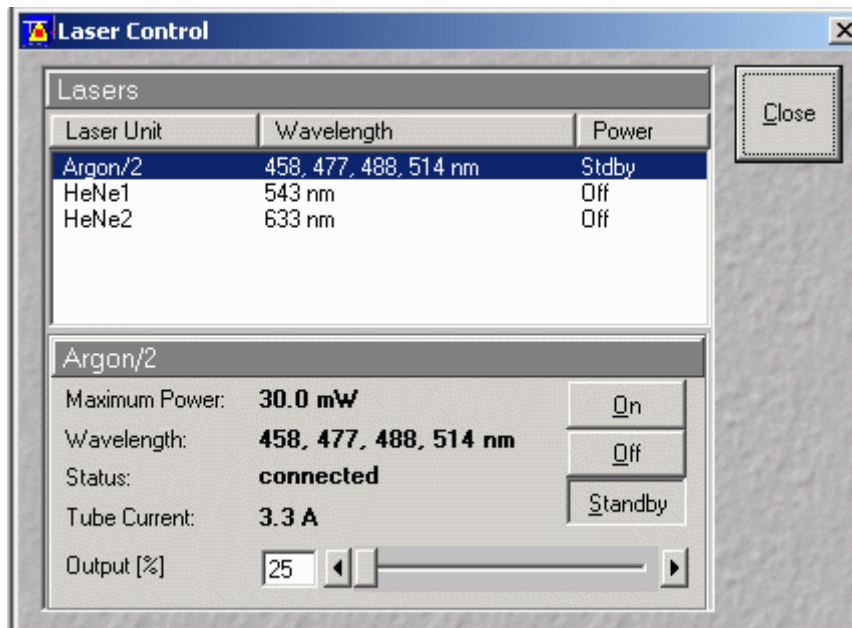 Laser Control
Lasers
Close
Laser Unit Wavelength Power
Argon/2 458, 477, 488, 514 nm Stdby
HeNe1 543 nm Off
HeNe2 633 nm Off
Argon/2
Maximum Power: 30.0 mW
On
Wavelength: 458, 477, 488, 514 nm
Off
Status: connected
Standby
Tube Current: 3.3 A
Output [%] 25